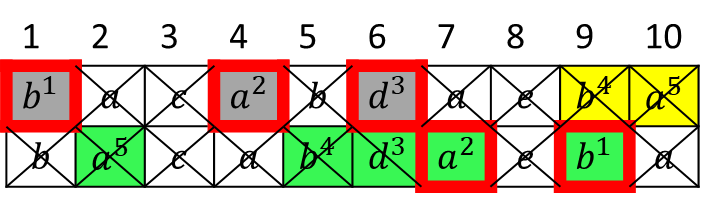 1 2 3 4 5 6 7 8 9 10
b¹ a c a² b d³ a e b⁴ a⁵
b a⁵ c a b⁴ d³ a² e b¹ a